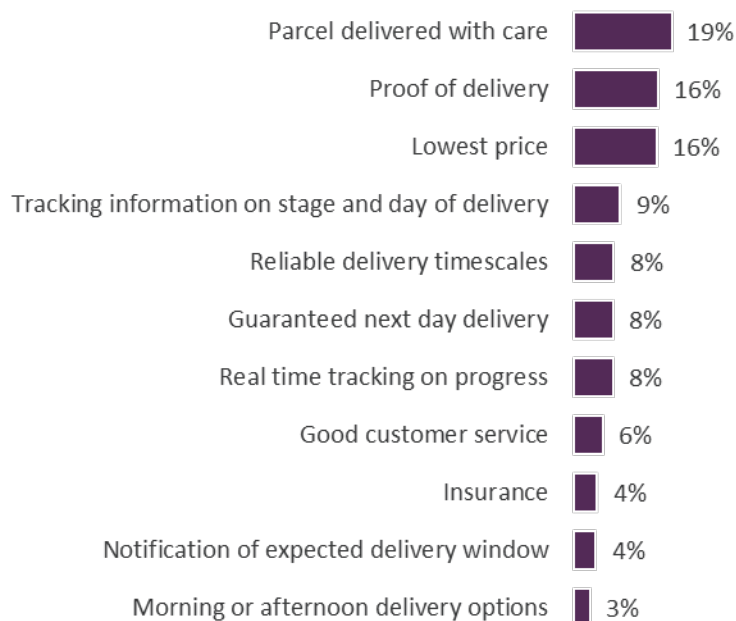 Parcel delivered with care 19%
Proof of delivery 16%
Lowest price 16%
Tracking information on stage and day of delivery 9%
Reliable delivery timescales 8%
Guaranteed next day delivery 8%
Real time tracking on progress 8%
Good customer service 6%
Insurance 4%
Notification of expected delivery window 4%
Morning or afternoon delivery options 3%